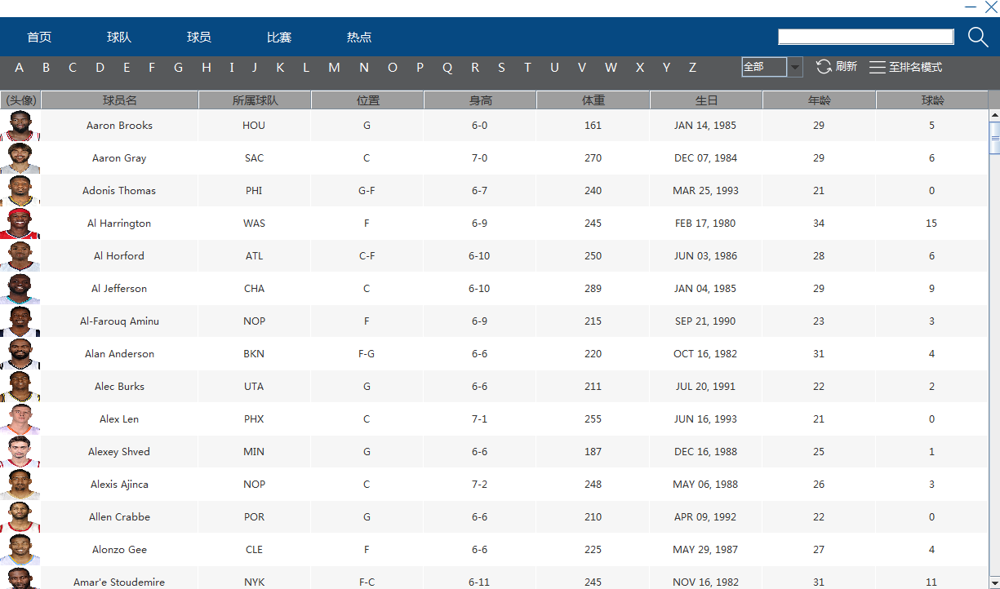 首页 球队 球员 比赛 热点
A B C D E F G H I J K L M N O P Q R S T U V W X Y Z 全部 刷新 至排名模式
(头像) 球员名 所属球队 位置 身高 体重 生日 年龄 球龄
Aaron Brooks HOU G 6-0 161 JAN 14, 1985 29 5
Aaron Gray SAC C 7-0 270 DEC 07, 1984 29 6
Adonis Thomas PHI G-F 6-7 240 MAR 25, 1993 21 0
Al Harrington WAS F 6-9 245 FEB 17, 1980 34 15
Al Horford ATL C-F 6-10 250 JUN 03, 1986 28 6
Al Jefferson CHA C 6-10 289 JAN 04, 1985 29 9
Al-Farouq Aminu NOP F 6-9 215 SEP 21, 1990 23 3
Alan Anderson BKN F-G 6-6 220 OCT 16, 1982 31 4
Alec Burks UTA G 6-6 211 JUL 20, 1991 22 2
Alex Len PHX C 7-1 255 JUN 16, 1993 21 0
Alexey Shved MIN G 6-6 187 DEC 16, 1988 25 1
Alexis Ajinca NOP C 7-2 248 MAY 06, 1988 26 3
Allen Crabbe POR G 6-6 210 APR 09, 1992 22 0
Alonzo Gee CLE F 6-6 225 MAY 29, 1987 27 4
Amar'e Stoudemire NYK F-C 6-11 245 NOV 16, 1982 31 11